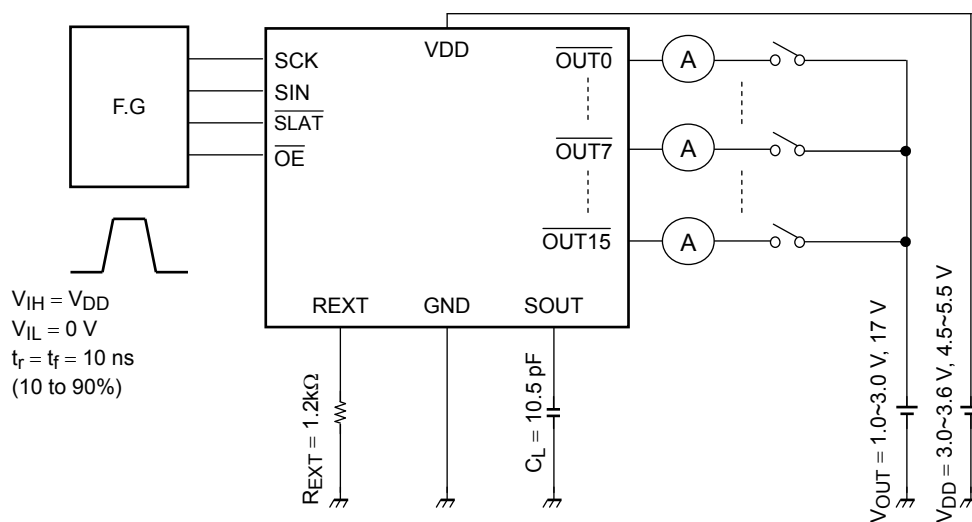 F.G
SCK
SIN
SLAT
OE
VDD
OUT0
OUT7
OUT15
A
A
A
REXT
GND
SOUT
VIH = VDD
VIL = 0 V
tr = tf = 10 ns
(10 to 90%)
REXT = 1.2kΩ
CL = 10.5 pF
VOUT = 1.0~3.0 V, 17 V
VDD = 3.0~3.6 V, 4.5~5.5 V